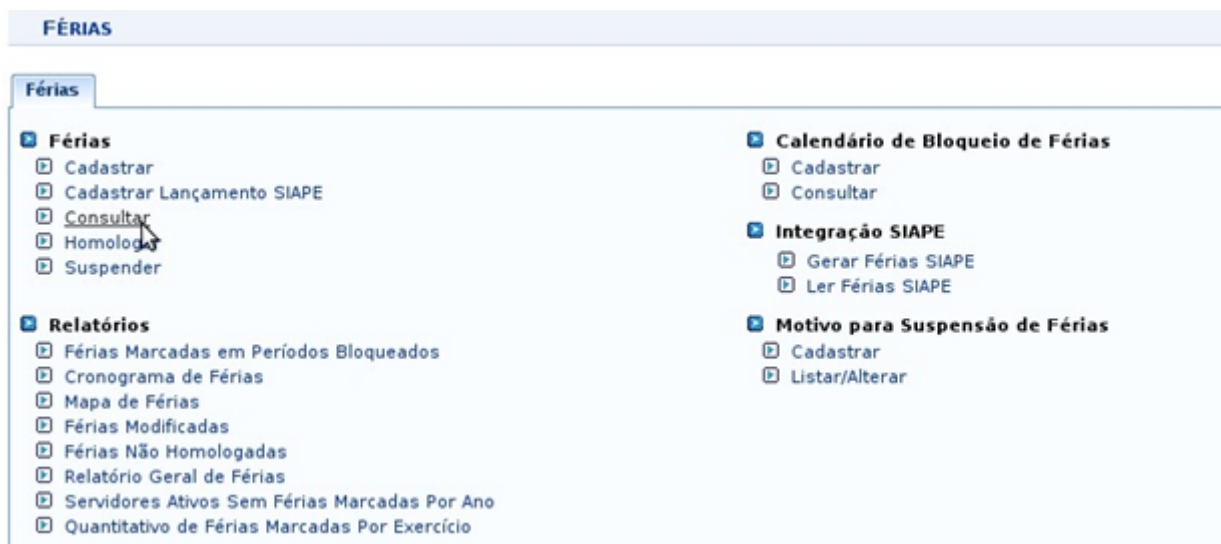 FÉRIAS
Férias
Férias
Cadastrar
Cadastrar Lançamento SIAPE
Consultar
Homologar
Suspender
Relatórios
Férias Marcadas em Períodos Bloqueados
Cronograma de Férias
Mapa de Férias
Férias Modificadas
Férias Não Homologadas
Relatório Geral de Férias
Servidores Ativos Sem Férias Marcadas Por Ano
Quantitativo de Férias Marcadas Por Exercício
Calendário de Bloqueio de Férias
Cadastrar
Consultar
Integração SIAPE
Gerar Férias SIAPE
Ler Férias SIAPE
Motivo para Suspensão de Férias
Cadastrar
Listar/Alterar